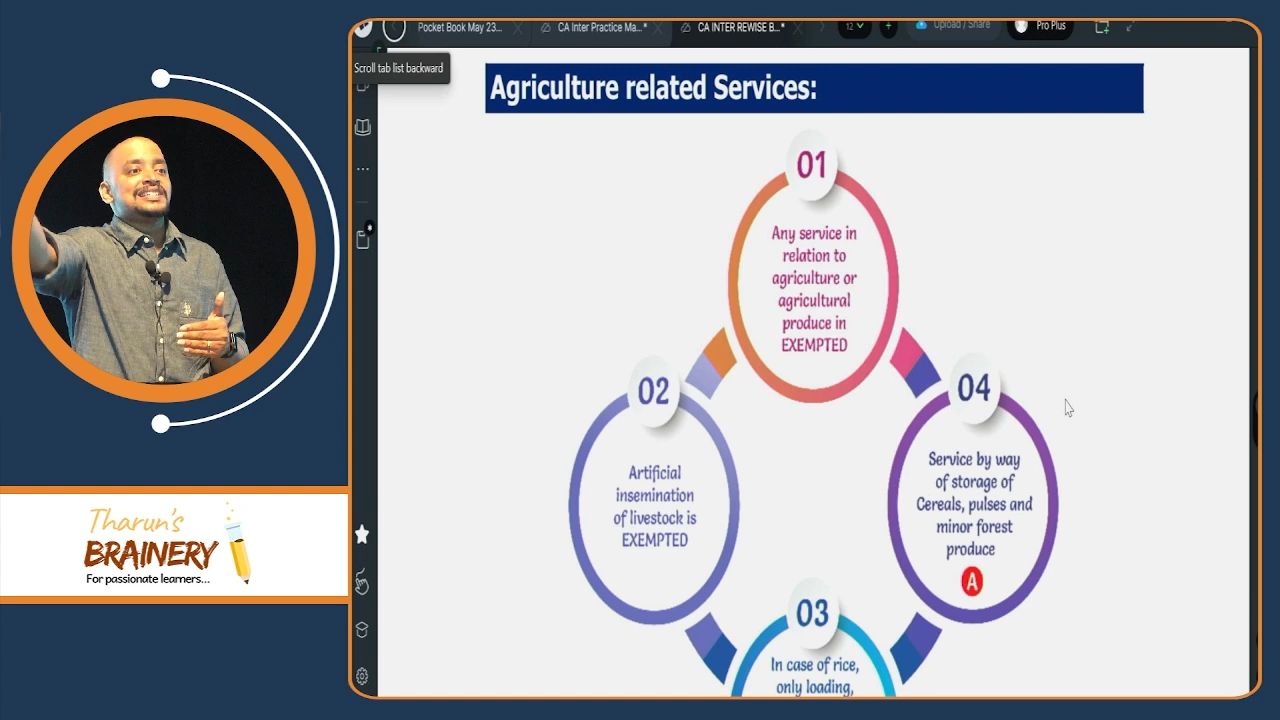 Pocket Book May 23...
CA Inter Practice Ma...*
CA INTER REWISE B...*
12
Upload / Share
Pro Plus
Scroll tab list backward
Agriculture related Services:
01
Any service in
relation to
agriculture or
agricultural
produce in
EXEMPTED
02
Artificial
insemination
of livestock is
EXEMPTED
04
Service by way
of storage of
Cereals, pulses and
minor forest
produce
A
03
In case of rice,
only loading,
Tharun's
BRAINERY
For passionate learners...